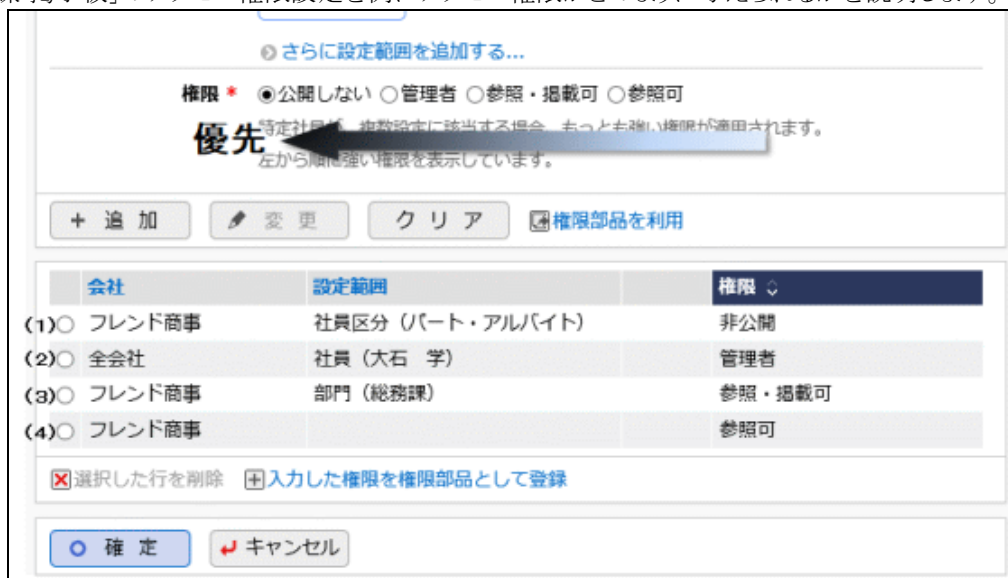 さらに設定範囲を追加する...
権限 * ◉公開しない ○管理者 ○参照・掲載可 ○参照可
特定社員が、複数設定に該当する場合、もっとも強い権限が適用されます。
優先
左から順に強い権限を表示しています。
+ 追 加 変 更 ク リ ア 権限部品を利用
会社 設定範囲 権限
(1)○ フレンド商事 社員区分（パート・アルバイト） 非公開
(2)○ 全会社 社員（大石 学） 管理者
(3)○ フレンド商事 部門（総務課） 参照・掲載可
(4)○ フレンド商事 参照可
選択した行を削除 入力した権限を権限部品として登録
確 定 キャンセル